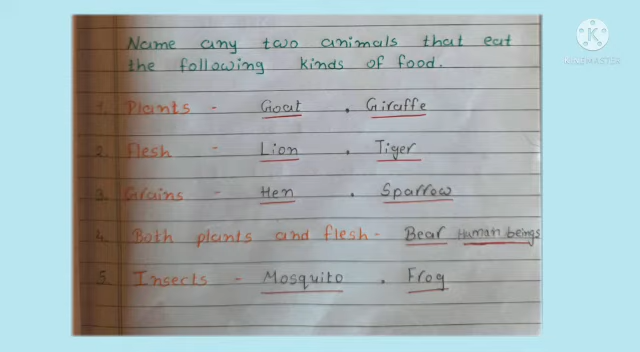 Name any two animals that eat
the following kinds of food.
1. Plants - Goat . Giraffe
2. Flesh - Lion . Tiger
3. Grains - Hen . Sparrow
4. Both plants and flesh - Bear Human beings
5. Insects - Mosquito . Frog
KINEMASTER